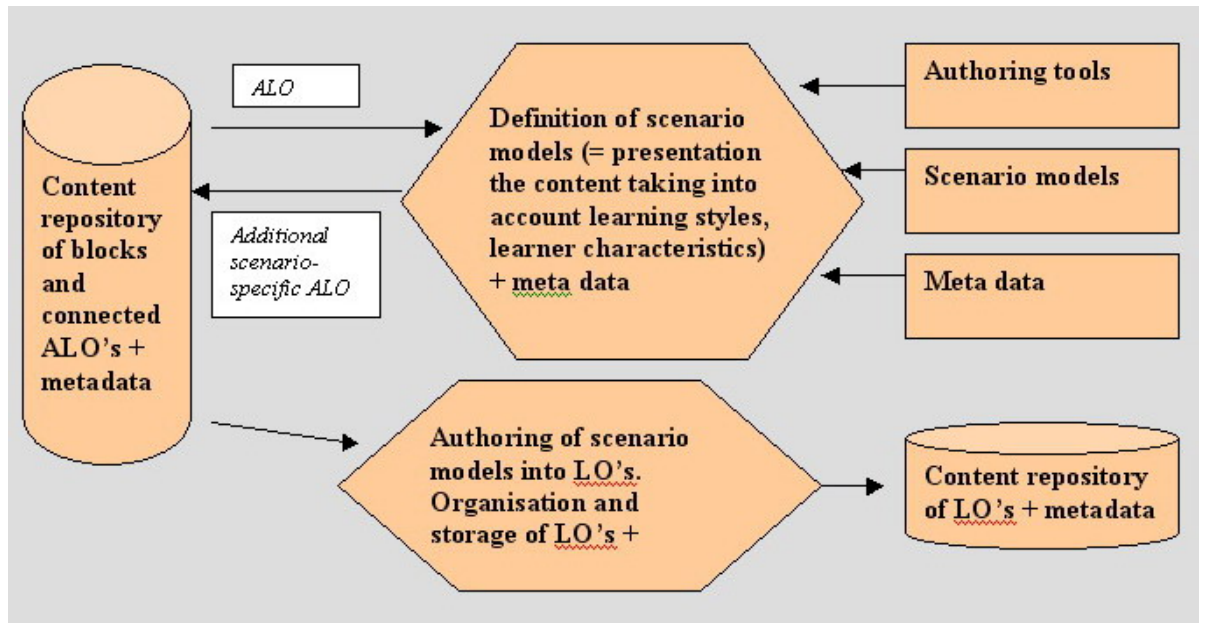 ALO
Content
repository
of blocks
and
connected
ALO's +
metadata
Additional
scenario-
specific ALO
Definition of scenario
models (= presentation
the content taking into
account learning styles,
learner characteristics)
+ meta data
Authoring tools
Scenario models
Meta data
Authoring of scenario
models into LO's.
Organisation and
storage of LO's +
Content repository
of LO's + metadata